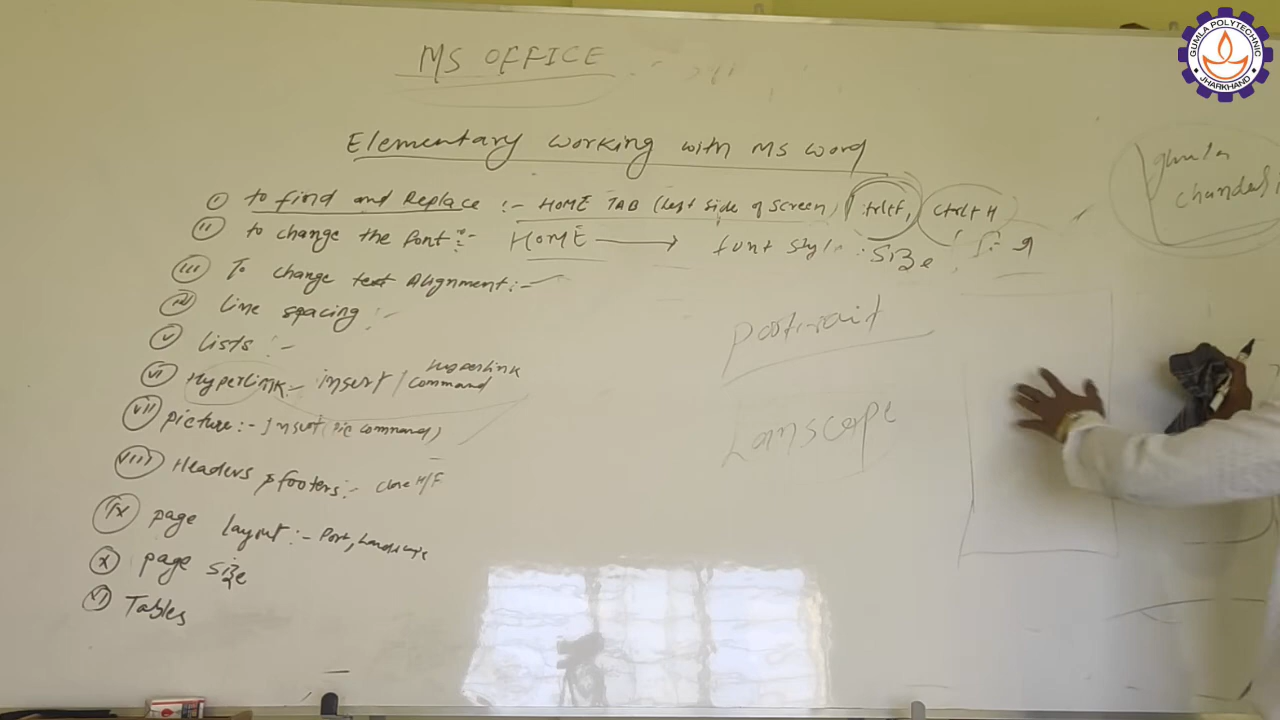 MS OFFICE
Elementary working with MS word
(i) to find and Replace :- HOME TAB (left side of screen) Ctrl+F, Ctrl+H
(ii) to change the font :- HOME → font style : SiZe
(iii) To change text Alignment :-
(iv) line spacing :-
(v) Lists :-
(vi) Hyperlink :- insert / Hyperlink command
(vii) picture :- Insert (pic command)
(viii) Headers & footers :- Close H/F
(ix) page layout :- Port, Landscape
(x) page SiZe
(vi) Tables
Portrait
Lanscape
gumla
GUMLA POLYTECHNIC
JHARKHAND